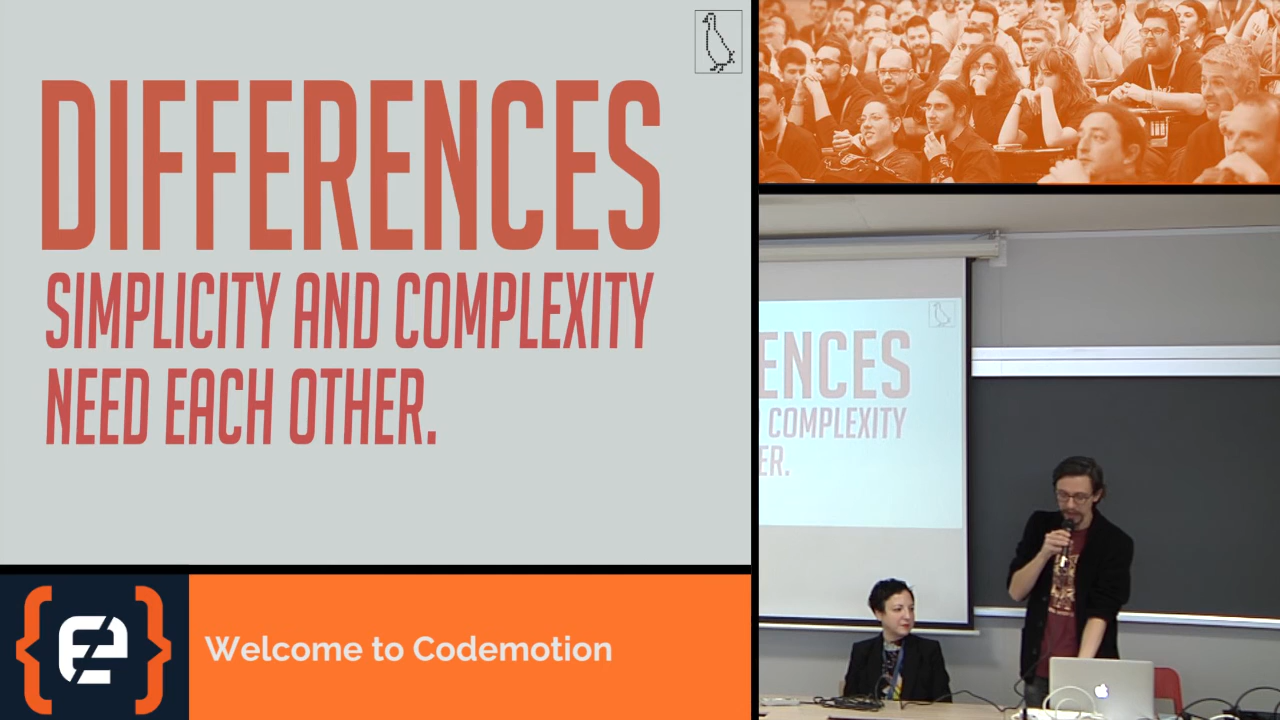 DIFFERENCES
SIMPLICITY AND COMPLEXITY
NEED EACH OTHER.
Welcome to Codemotion
ENCES
COMPLEXITY
ER.